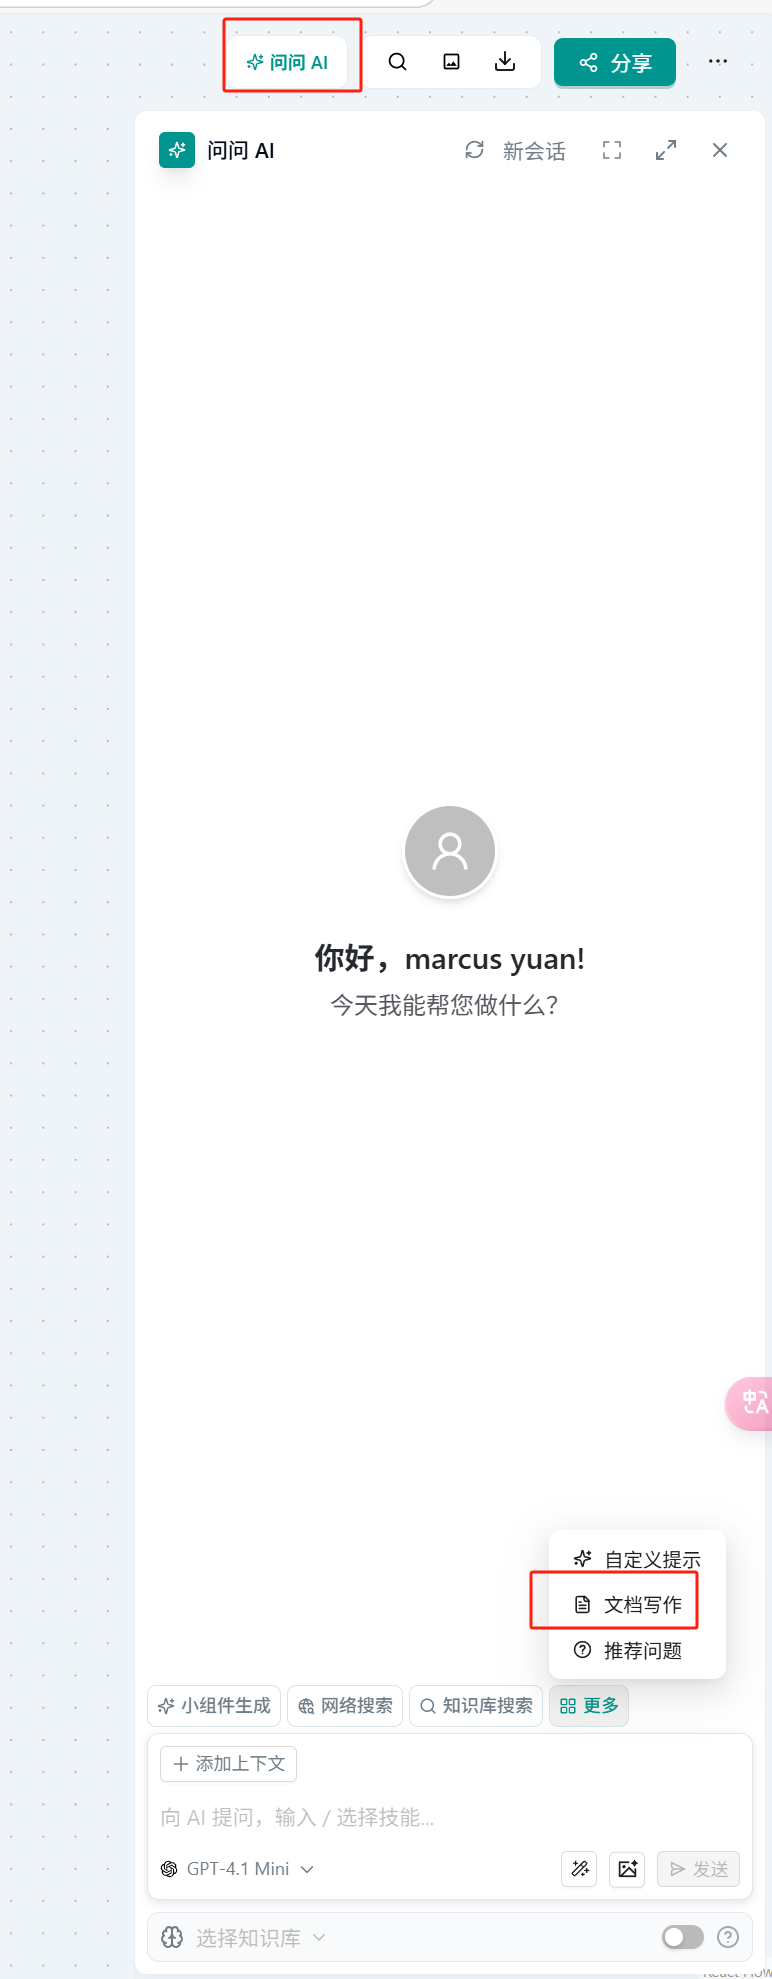 问问 AI
分享
问问 AI
新会话
你好，marcus yuan!
今天我能帮您做什么？
中A
自定义提示
文档写作
推荐问题
小组件生成
网络搜索
知识库搜索
更多
添加上下文
向 AI 提问，输入 / 选择技能...
GPT-4.1 Mini
发送
选择知识库
React Flow